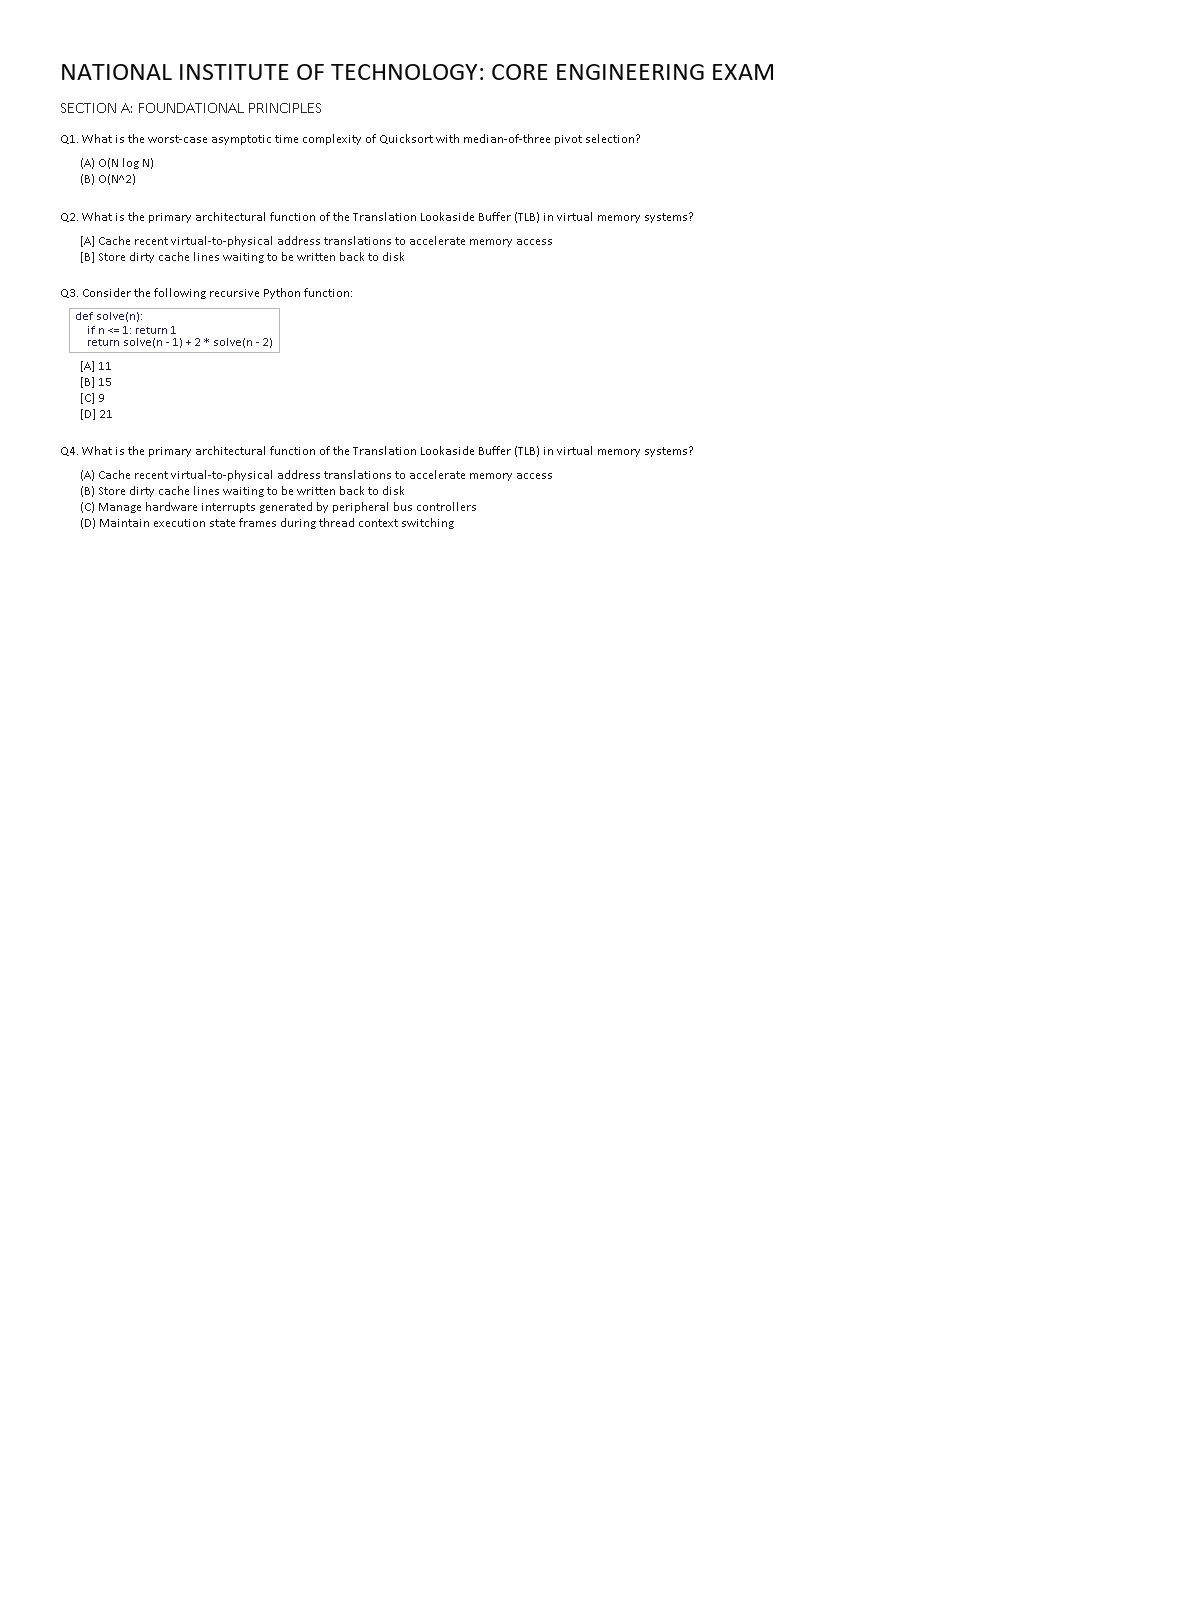 NATIONAL INSTITUTE OF TECHNOLOGY: CORE ENGINEERING EXAM
SECTION A: FOUNDATIONAL PRINCIPLES
Q1. What is the worst-case asymptotic time complexity of Quicksort with median-of-three pivot selection?
(A) O(N log N)
(B) O(N^2)
Q2. What is the primary architectural function of the Translation Lookaside Buffer (TLB) in virtual memory systems?
[A] Cache recent virtual-to-physical address translations to accelerate memory access
[B] Store dirty cache lines waiting to be written back to disk
Q3. Consider the following recursive Python function:
def solve(n):
    if n <= 1: return 1
    return solve(n - 1) + 2 * solve(n - 2)
[A] 11
[B] 15
[C] 9
[D] 21
Q4. What is the primary architectural function of the Translation Lookaside Buffer (TLB) in virtual memory systems?
(A) Cache recent virtual-to-physical address translations to accelerate memory access
(B) Store dirty cache lines waiting to be written back to disk
(C) Manage hardware interrupts generated by peripheral bus controllers
(D) Maintain execution state frames during thread context switching